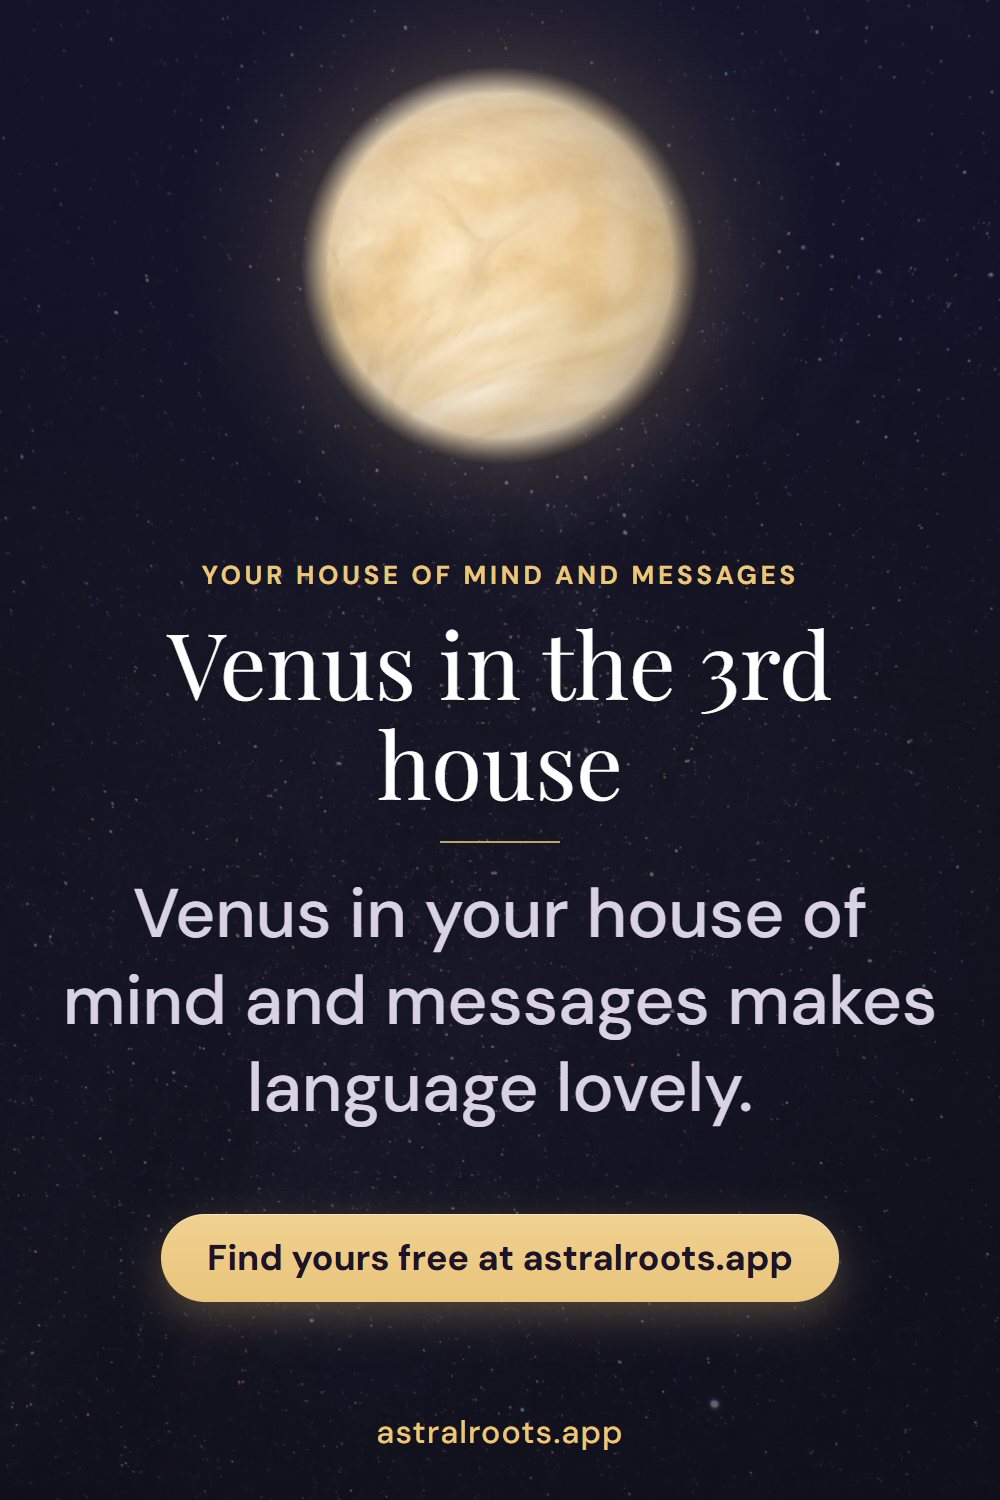 YOUR HOUSE OF MIND AND MESSAGES
Venus in the 3rd
house
Venus in your house of
mind and messages makes
language lovely.
Find yours free at astralroots.app
astralroots.app